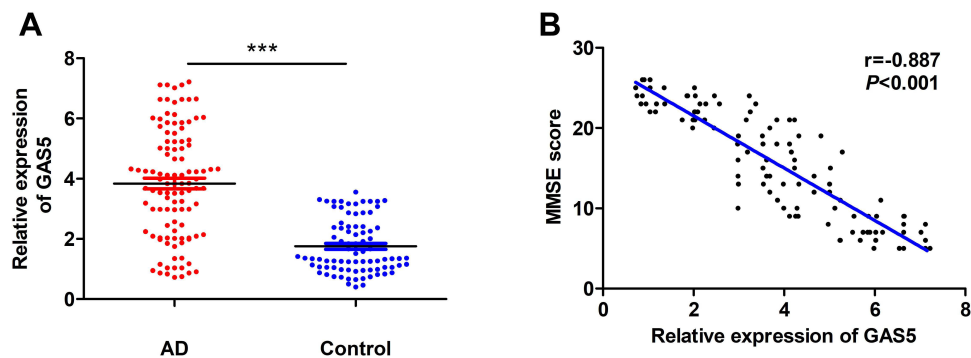 A
***
Relative expression
of GAS5
8
6
4
2
0
AD
Control
B
r=-0.887
P<0.001
MMSE score
30
20
10
0
0
2
4
6
8
Relative expression of GAS5